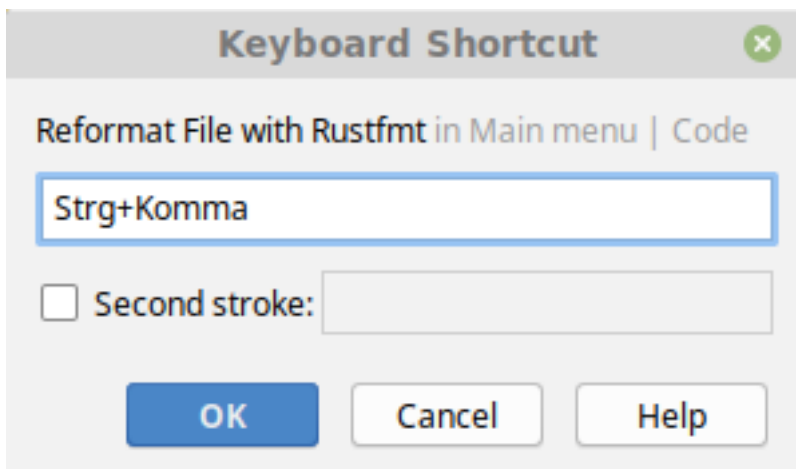 Keyboard Shortcut
Reformat File with Rustfmt in Main menu | Code
Strg+Komma
Second stroke:
OK Cancel Help